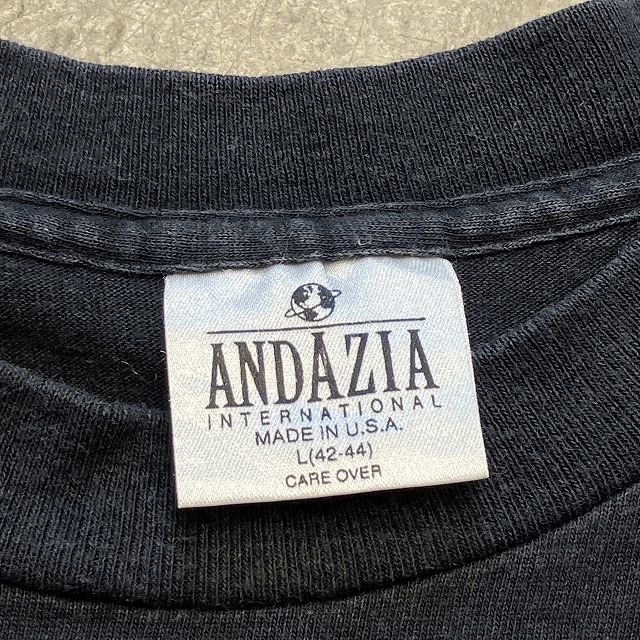 ANDAZIA
INTERNATIONAL
MADE IN U.S.A.
L(42-44)
CARE OVER